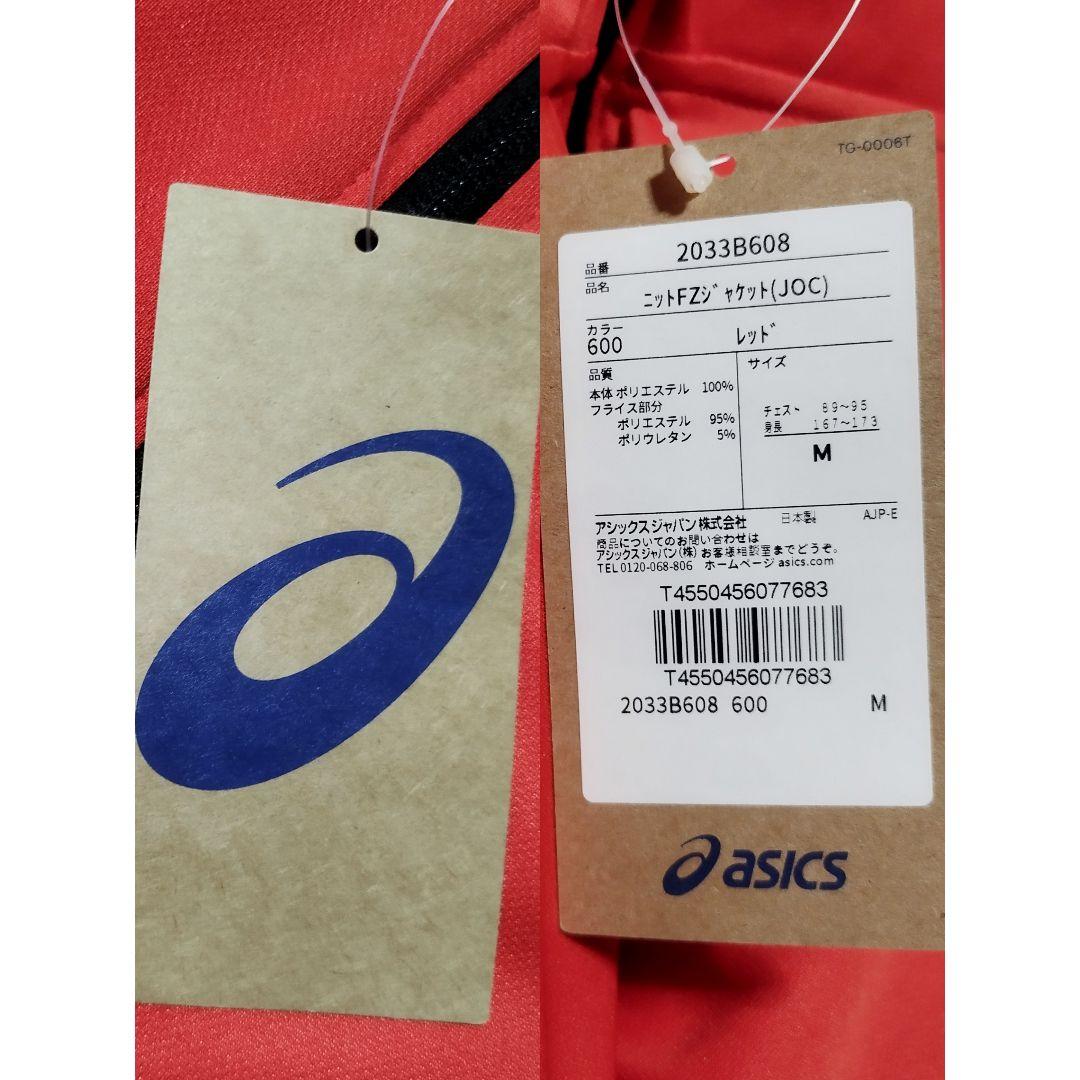 TG-0006T
品番 2033B608
品名 ニットFZジャケット(JOC)
カラー
600 レッド
品質 サイズ
本体 ポリエステル 100%
フライス部分
ポリエステル 95%
ポリウレタン 5%
チェスト 89～95
身長 167～173
M
アシックスジャパン株式会社 日本製 AJP-E
商品についてのお問い合わせは
アシックスジャパン(株)お客様相談室までどうぞ。
TEL 0120-068-806 ホームページ asics.com
T4550456077683
T4550456077683
2033B608 600 M
asics